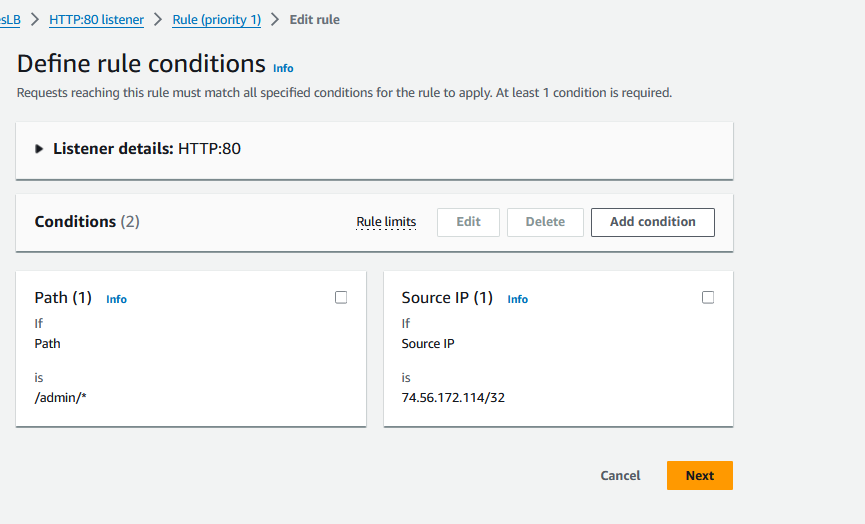 esLB > HTTP:80 listener > Rule (priority 1) > Edit rule
Define rule conditions Info
Requests reaching this rule must match all specified conditions for the rule to apply. At least 1 condition is required.
Listener details: HTTP:80
Conditions (2) Rule limits Edit Delete Add condition
Path (1) Info
If
Path
is
/admin/*
Source IP (1) Info
If
Source IP
is
74.56.172.114/32
Cancel Next